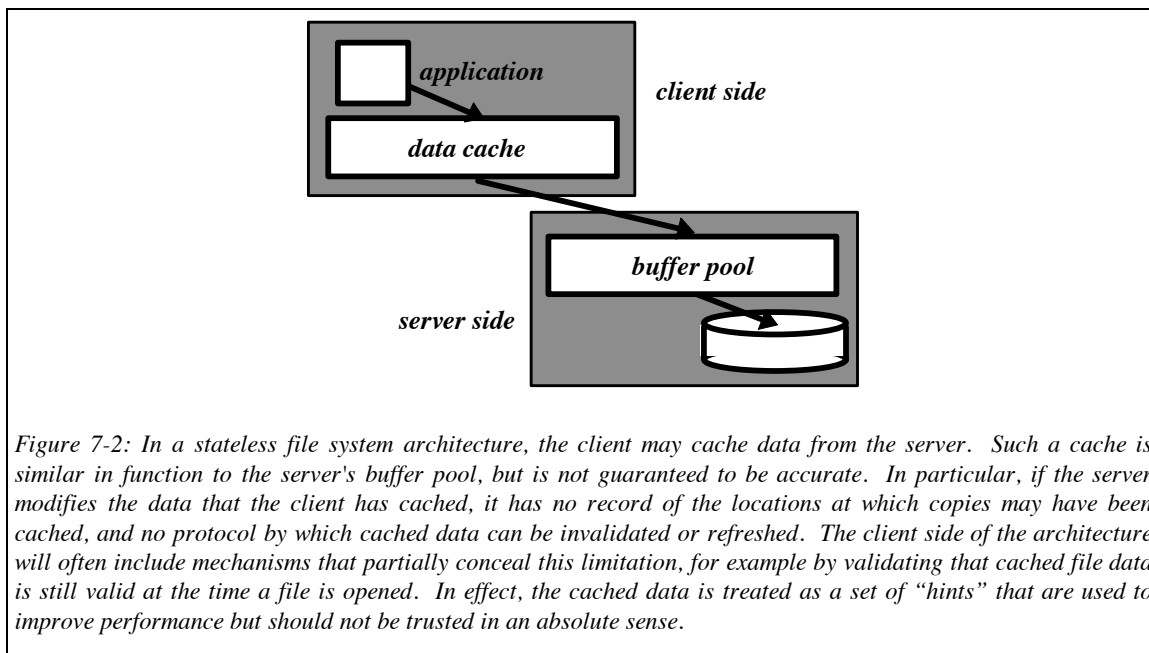 application
client side
data cache
buffer pool
server side
Figure 7-2: In a stateless file system architecture, the client may cache data from the server. Such a cache is
similar in function to the server's buffer pool, but is not guaranteed to be accurate. In particular, if the server
modifies the data that the client has cached, it has no record of the locations at which copies may have been
cached, and no protocol by which cached data can be invalidated or refreshed. The client side of the architecture
will often include mechanisms that partially conceal this limitation, for example by validating that cached file data
is still valid at the time a file is opened. In effect, the cached data is treated as a set of “hints” that are used to
improve performance but should not be trusted in an absolute sense.